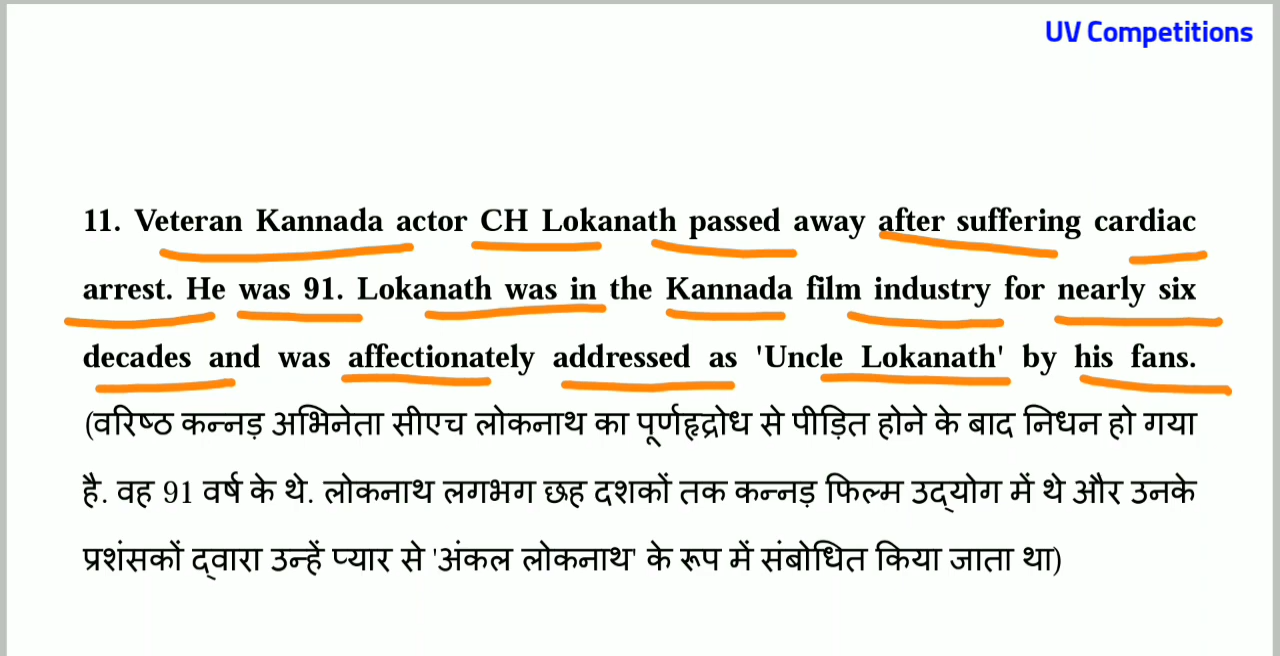 UV Competitions
11. Veteran Kannada actor CH Lokanath passed away after suffering cardiac
arrest. He was 91. Lokanath was in the Kannada film industry for nearly six
decades and was affectionately addressed as 'Uncle Lokanath' by his fans.
(वरिष्ठ कन्नड़ अभिनेता सीएच लोकनाथ का पूर्णहृद्रोध से पीड़ित होने के बाद निधन हो गया
है. वह 91 वर्ष के थे. लोकनाथ लगभग छह दशकों तक कन्नड़ फिल्म उद्योग में थे और उनके
प्रशंसकों द्वारा उन्हें प्यार से 'अंकल लोकनाथ' के रूप में संबोधित किया जाता था)